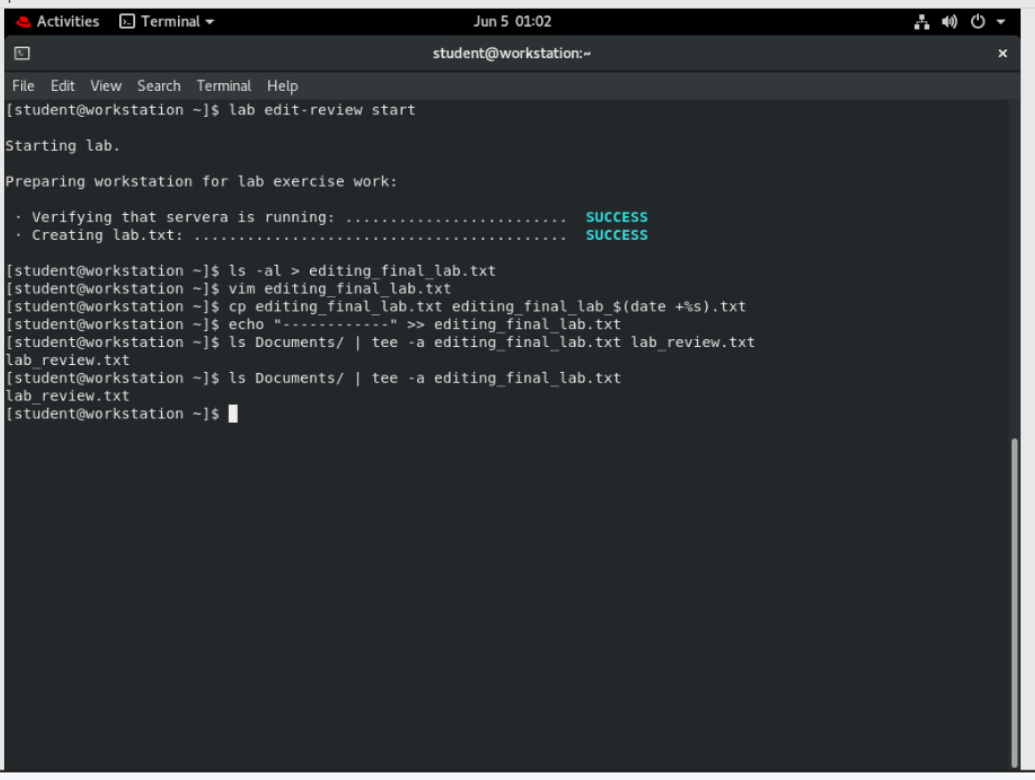 Activities Terminal Jun 5 01:02
student@workstation:~ ×
File Edit View Search Terminal Help
[student@workstation ~]$ lab edit-review start
Starting lab.
Preparing workstation for lab exercise work:
· Verifying that servera is running: ......................... SUCCESS
· Creating lab.txt: .......................................... SUCCESS
[student@workstation ~]$ ls -al > editing_final_lab.txt
[student@workstation ~]$ vim editing_final_lab.txt
[student@workstation ~]$ cp editing_final_lab.txt editing_final_lab_$(date +%s).txt
[student@workstation ~]$ echo "------------" >> editing_final_lab.txt
[student@workstation ~]$ ls Documents/ | tee -a editing_final_lab.txt lab_review.txt
lab_review.txt
[student@workstation ~]$ ls Documents/ | tee -a editing_final_lab.txt
lab_review.txt
[student@workstation ~]$